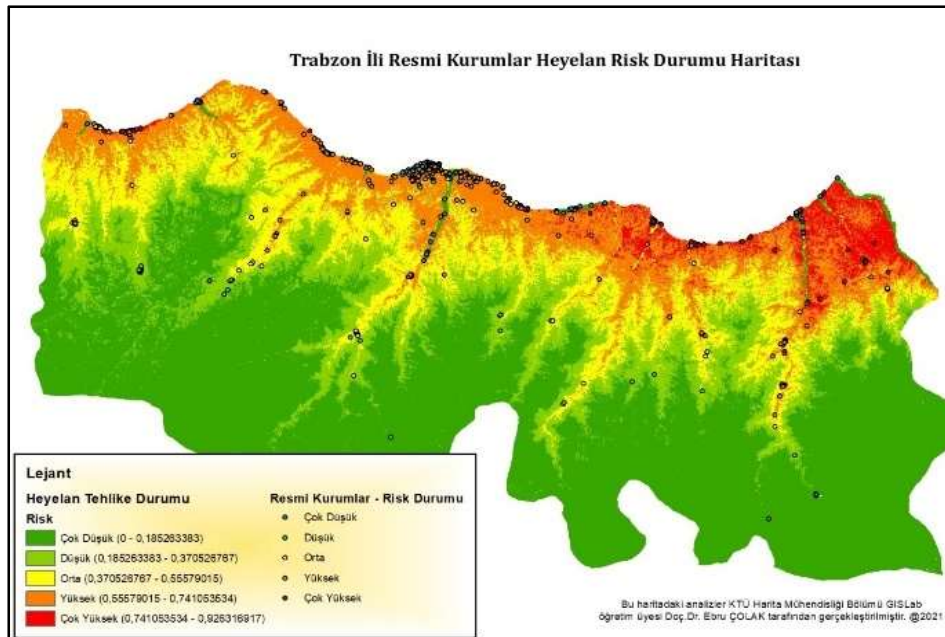 Trabzon İli Resmi Kurumlar Heyelan Risk Durumu Haritası
Lejant
Heyelan Tehlike Durumu
Risk
Çok Düşük (0 - 0,185263383)
Düşük (0,185263383 - 0,370526767)
Orta (0,370526767 - 0,55579015)
Yüksek (0,55579015 - 0,741053534)
Çok Yüksek (0,741053534 - 0,926316917)
Resmi Kurumlar - Risk Durumu
Çok Düşük
Düşük
Orta
Yüksek
Çok Yüksek
Bu haritadaki analizler KTÜ Harita Mühendisliği Bölümü GISLab
öğretim üyesi Doç.Dr. Ebru ÇOLAK tarafından gerçekleştirilmiştir. @2021